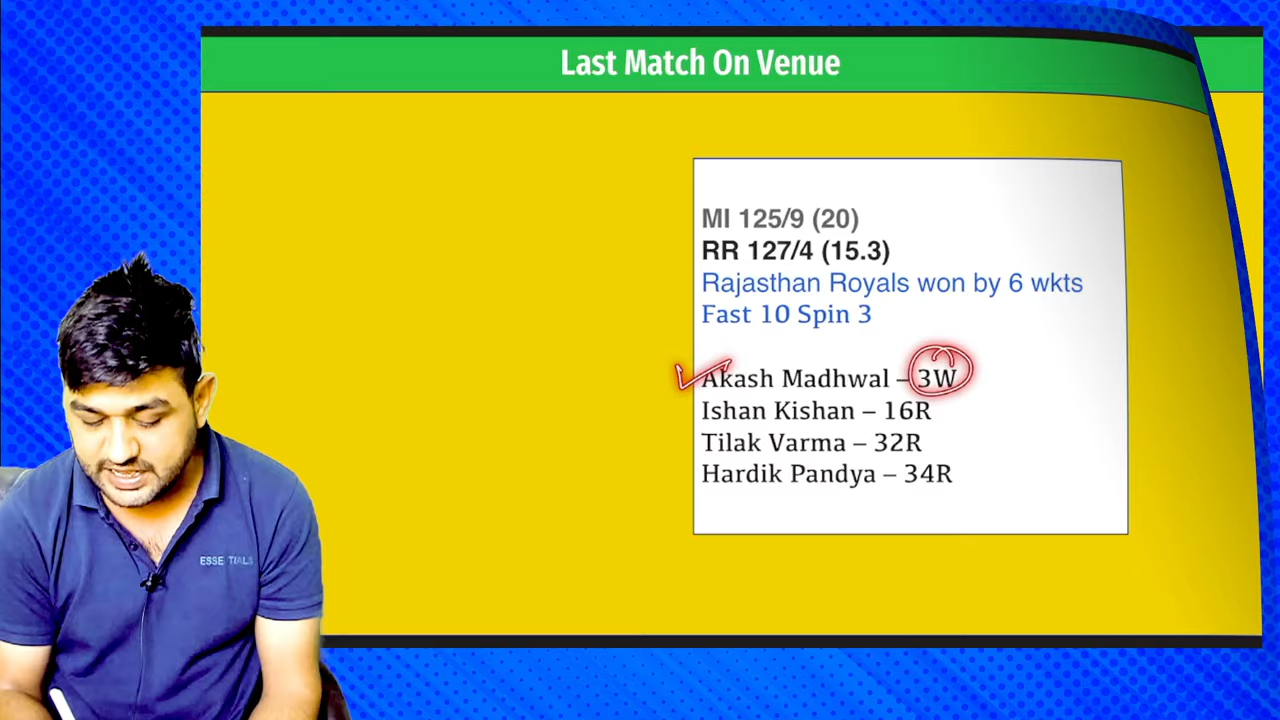 Last Match On Venue
MI 125/9 (20)
RR 127/4 (15.3)
Rajasthan Royals won by 6 wkts
Fast 10 Spin 3
Akash Madhwal – 3W
Ishan Kishan – 16R
Tilak Varma – 32R
Hardik Pandya – 34R
ESSENTIALS